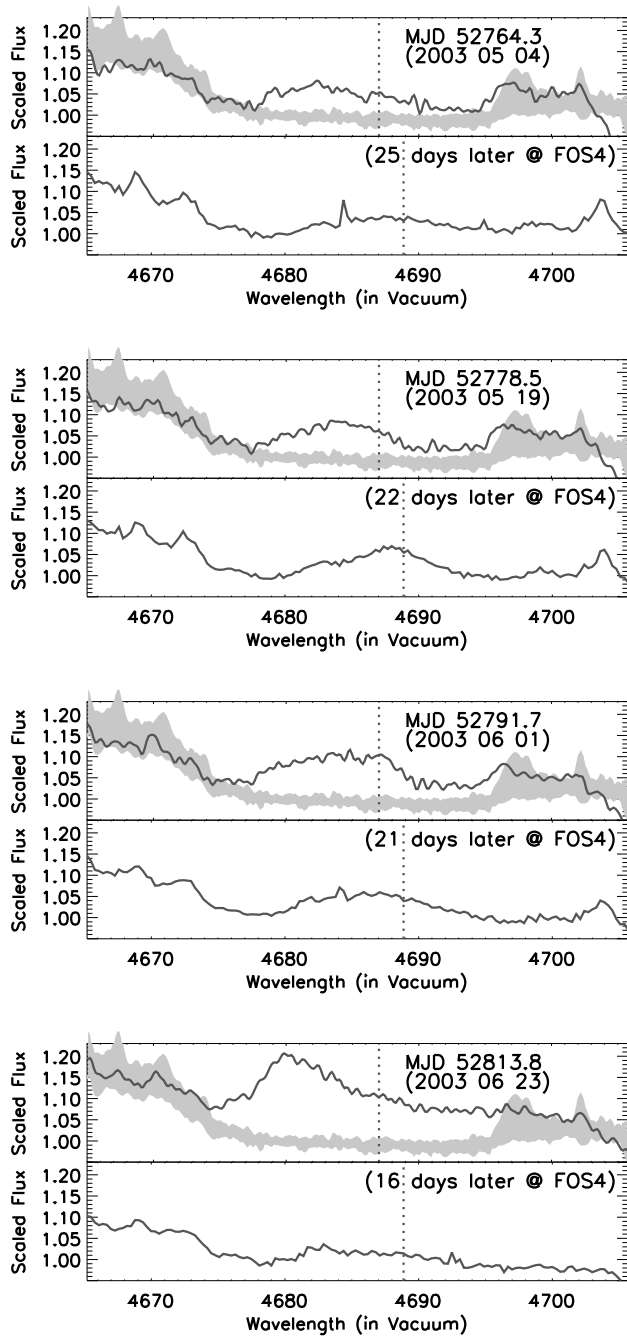 Scaled Flux
1.20
1.15
1.10
1.05
1.00
MJD 52764.3
(2003 05 04)
Scaled Flux
1.20
1.15
1.10
1.05
1.00
(25 days later @ FOS4)
4670 4680 4690 4700
Wavelength (in Vacuum)
Scaled Flux
1.20
1.15
1.10
1.05
1.00
MJD 52778.5
(2003 05 19)
Scaled Flux
1.20
1.15
1.10
1.05
1.00
(22 days later @ FOS4)
4670 4680 4690 4700
Wavelength (in Vacuum)
Scaled Flux
1.20
1.15
1.10
1.05
1.00
MJD 52791.7
(2003 06 01)
Scaled Flux
1.20
1.15
1.10
1.05
1.00
(21 days later @ FOS4)
4670 4680 4690 4700
Wavelength (in Vacuum)
Scaled Flux
1.20
1.15
1.10
1.05
1.00
MJD 52813.8
(2003 06 23)
Scaled Flux
1.20
1.15
1.10
1.05
1.00
(16 days later @ FOS4)
4670 4680 4690 4700
Wavelength (in Vacuum)